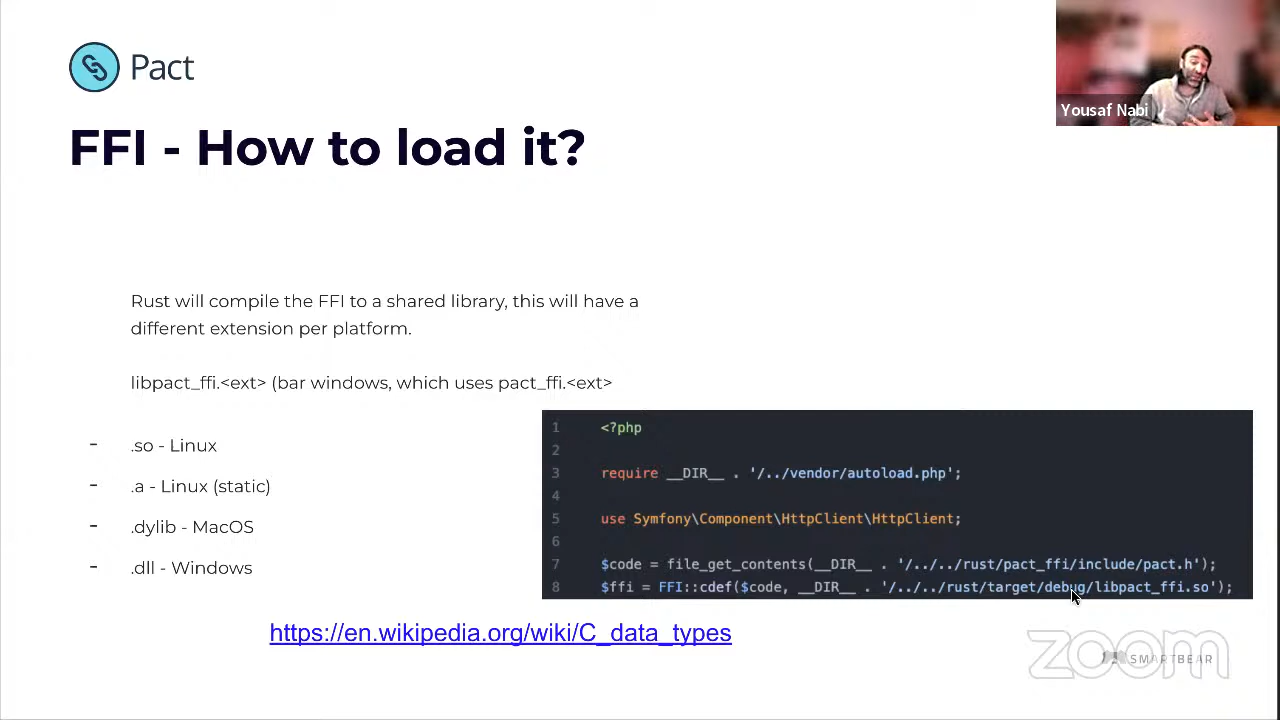 Pact
Yousaf Nabi
FFI - How to load it?
Rust will compile the FFI to a shared library, this will have a
different extension per platform.
libpact_ffi.<ext> (bar windows, which uses pact_ffi.<ext>
- .so - Linux
- .a - Linux (static)
- .dylib - MacOS
- .dll - Windows
1 <?php
2
3 require __DIR__ . '/../vendor/autoload.php';
4
5 use Symfony\Component\HttpClient\HttpClient;
6
7 $code = file_get_contents(__DIR__ . '/../../rust/pact_ffi/include/pact.h');
8 $ffi = FFI::cdef($code, __DIR__ . '/../../rust/target/debug/libpact_ffi.so');
https://en.wikipedia.org/wiki/C_data_types
zoom
SMARTBEAR